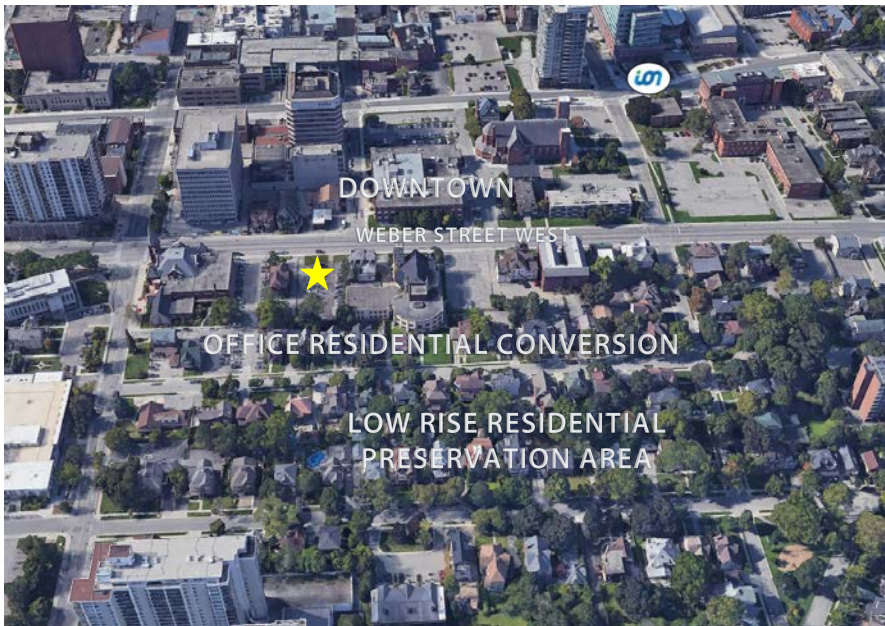 ion
DOWNTOWN
WEBER STREET WEST
OFFICE RESIDENTIAL CONVERSION
LOW RISE RESIDENTIAL
PRESERVATION AREA